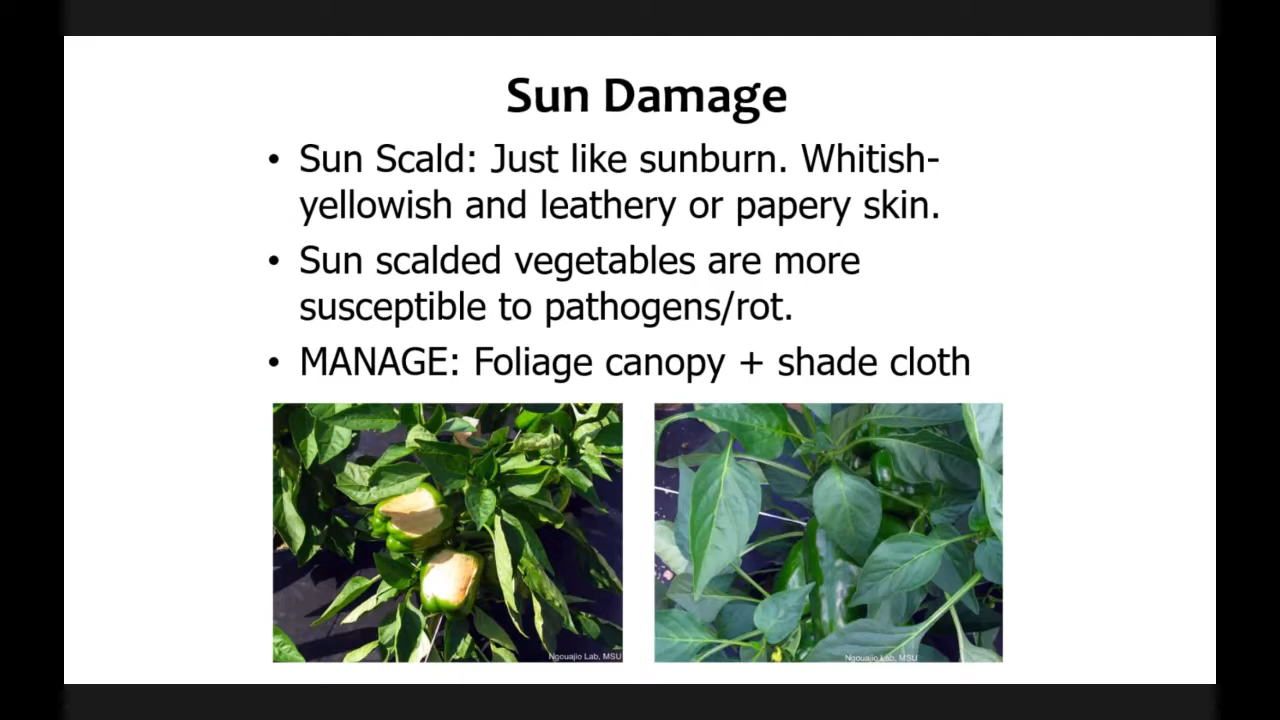 Sun Damage
• Sun Scald: Just like sunburn. Whitish-
yellowish and leathery or papery skin.
• Sun scalded vegetables are more
susceptible to pathogens/rot.
• MANAGE: Foliage canopy + shade cloth
Ngouajio Lab, MSU
Ngouajio Lab, MSU